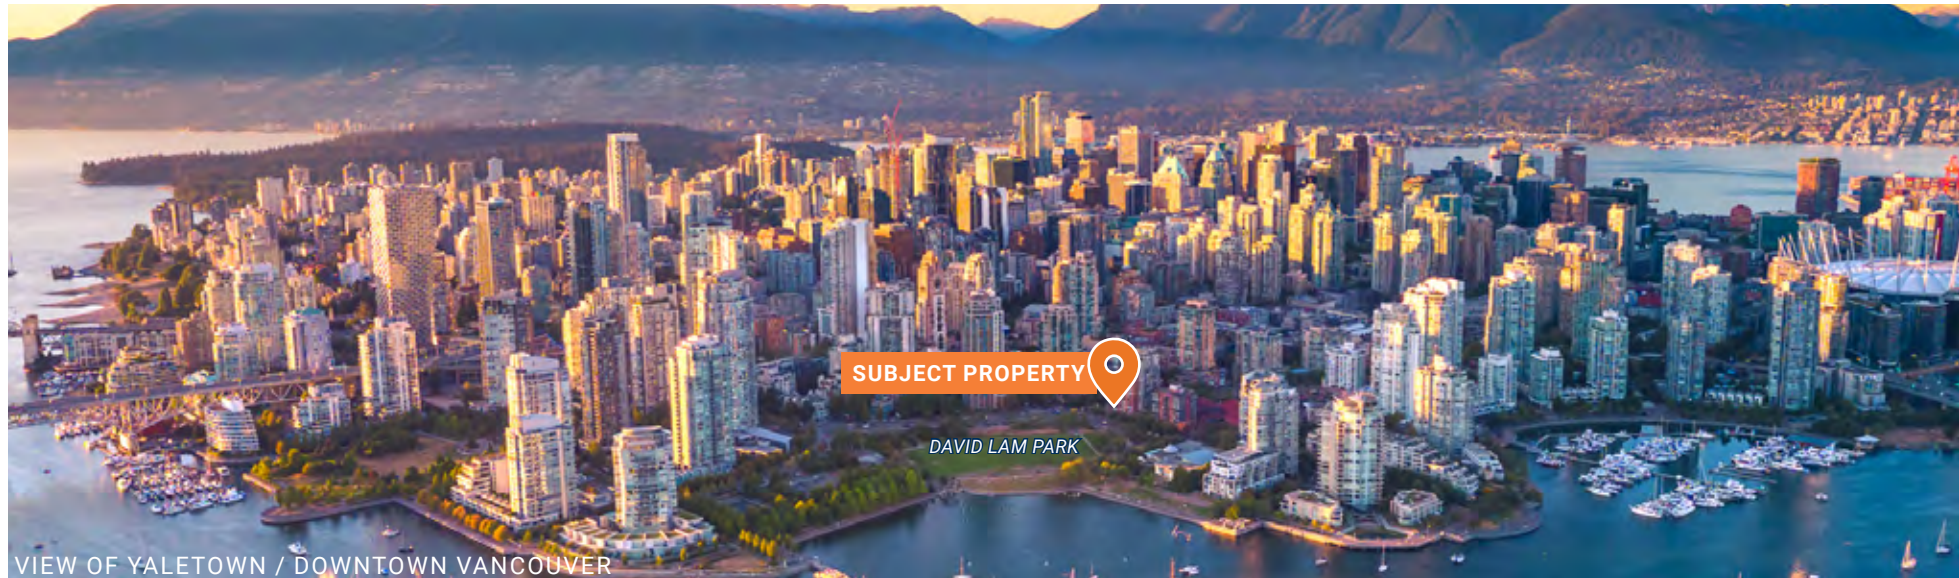 SUBJECT PROPERTY
DAVID LAM PARK
VIEW OF YALETOWN / DOWNTOWN VANCOUVER